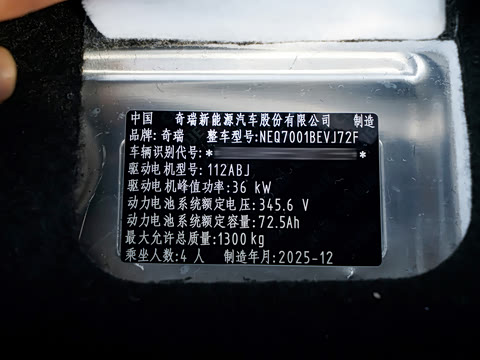 中国 奇瑞新能源汽车股份有限公司 制造
品牌:奇瑞 整车型号:NEQ7001BEVJ72F
车辆识别代号:* *
驱动电机型号:112ABJ
驱动电机峰值功率:36 kW
动力电池系统额定电压:345.6 V
动力电池系统额定容量:72.5Ah
最大允许总质量:1300kg
乘坐人数:4 人 制造年月:2025-12